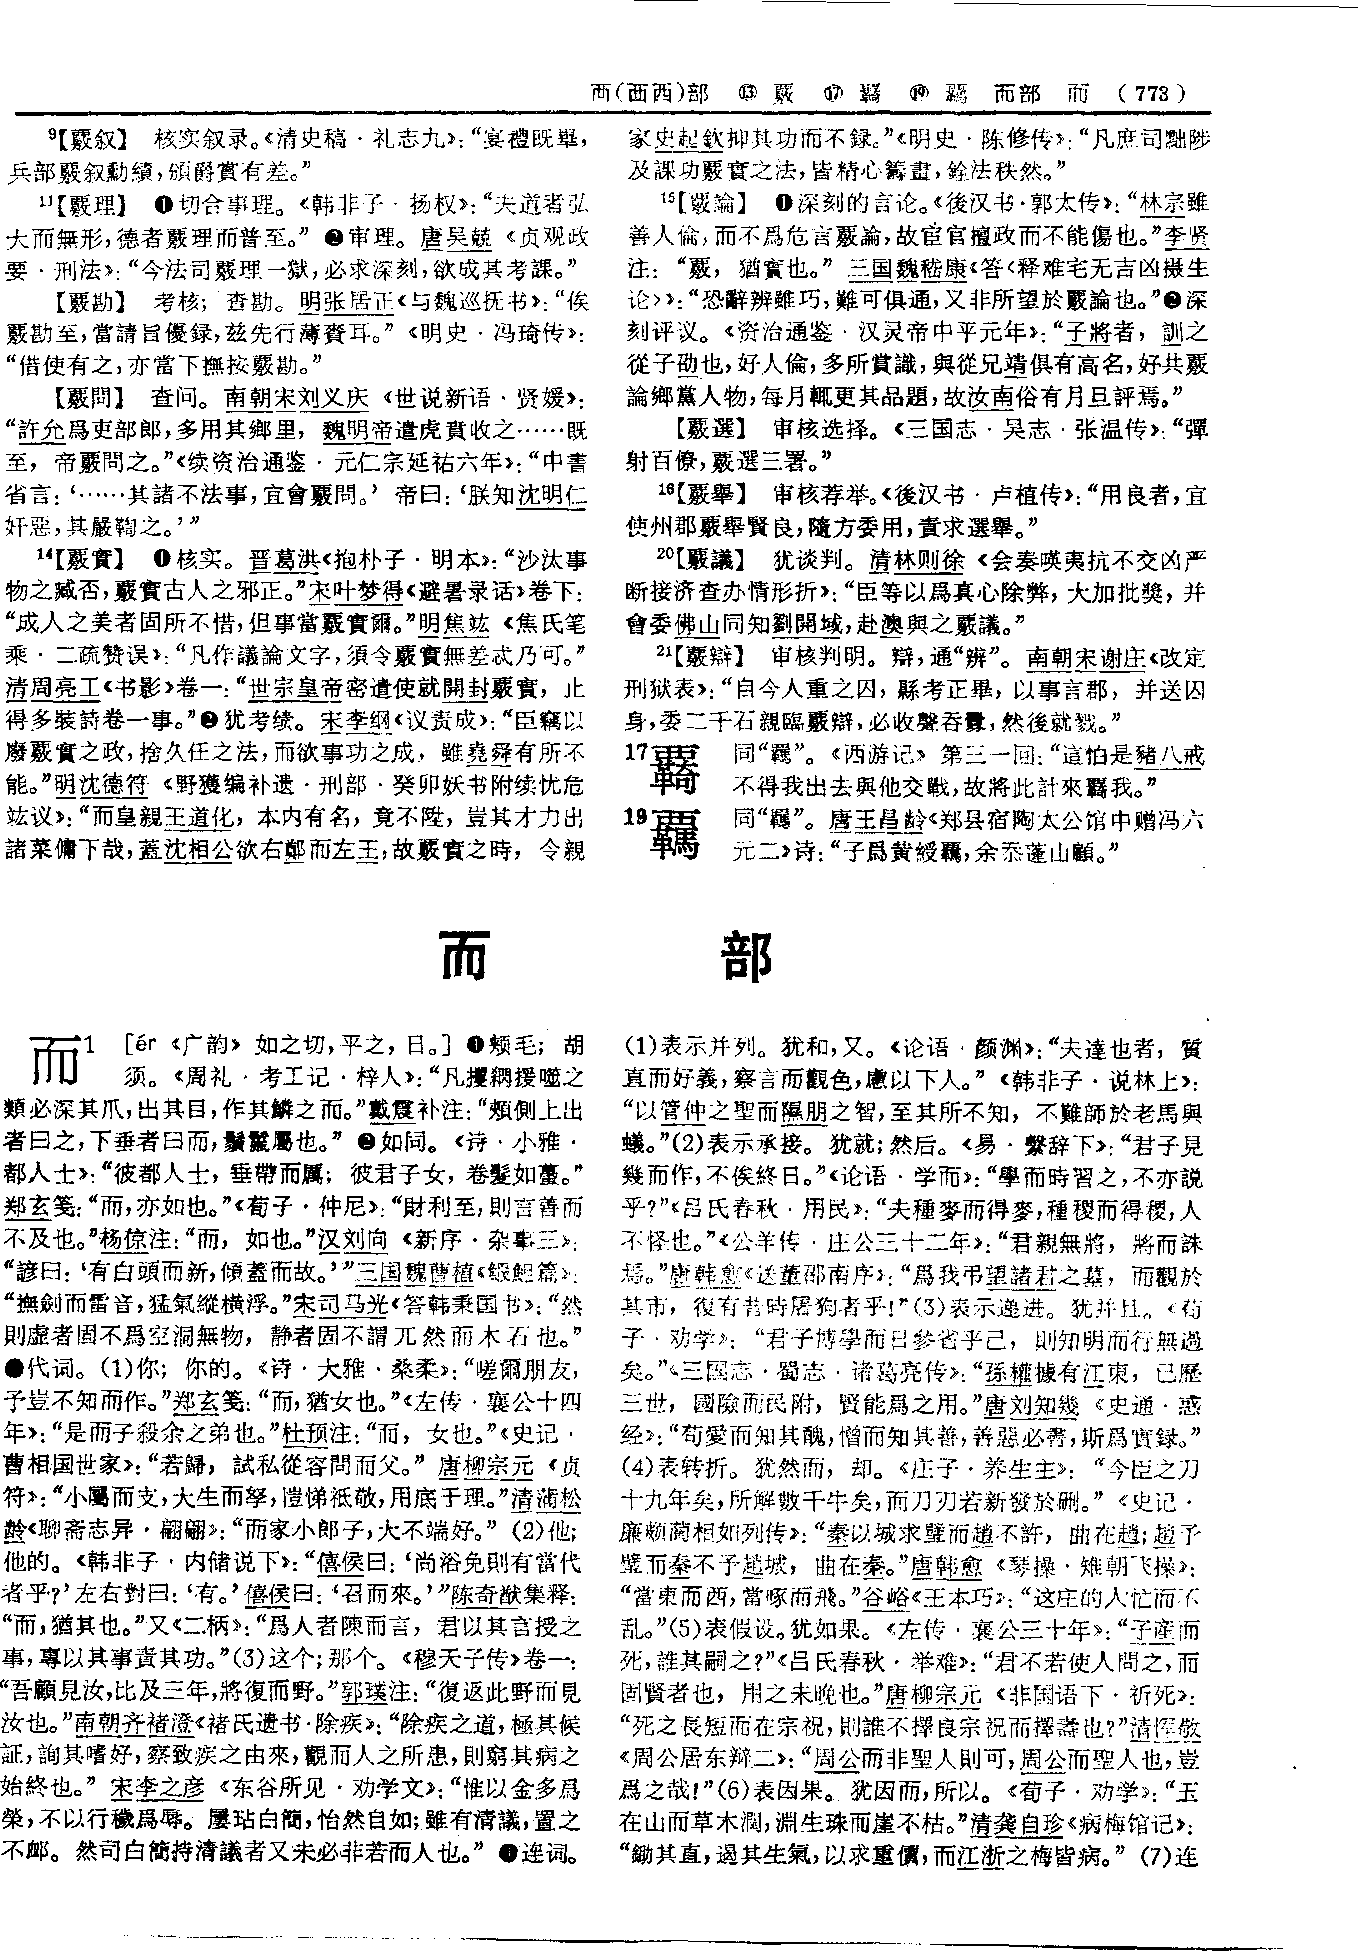 襾(西西)部 ⑬ 覈 ⑰ 覉 ⑲ 覊 而部 而 (773)
⁹【覈叙】 核实叙录。《清史稿·礼志九》:“宴禮既畢,
兵部覈叙勳績,頒爵賞有差。”
¹¹【覈理】 ❶切合事理。《韩非子·扬权》:“夫道者弘
大而無形,德者覈理而普至。” ❷审理。唐吴兢《贞观政
要·刑法》:“今法司覈理一獄,必求深刻,欲成其考課。”
【覈勘】 考核;查勘。明张居正《与魏巡抚书》:“俟
覈勘至,當請旨優録,兹先行薄賚耳。”《明史·冯琦传》:
“借使有之,亦當下撫按覈勘。”
【覈問】 查问。南朝宋刘义庆《世说新语·贤媛》:
“許允爲吏部郎,多用其鄉里,魏明帝遣虎賁收之……既
至,帝覈問之。”《续资治通鉴·元仁宗延祐六年》:“中書
省言:‘……其諸不法事,宜會覈問。’帝曰:‘朕知沈明仁
奸惡,其嚴鞫之。’”
¹⁴【覈實】 ❶核实。晋葛洪《抱朴子·明本》:“沙汰事
物之臧否,覈實古人之邪正。”宋叶梦得《避暑录话》卷下:
“成人之美者固所不惜,但事當覈實爾。”明焦竑《焦氏笔
乘·二疏赞误》:“凡作議論文字,須令覈實無差忒乃可。”
清周亮工《书影》卷一:“世宗皇帝密遣使就開封覈實,止
得多裝詩卷一事。”❷犹考绩。宋李纲《议责成》:“臣竊以
廢覈實之政,捨久任之法,而欲事功之成,雖堯舜有所不
能。”明沈德符《野獲编补遗·刑部·癸卯妖书附续忧危
竑议》:“而皇親王道化,本内有名,竟不陞,豈其才力出
諸菜傭下哉,蓋沈相公欲右鄭而左王,故覈實之時,令親
家史起欽抑其功而不録。”《明史·陈修传》:“凡庶司黜陟
及課功覈實之法,皆精心籌畫,銓法秩然。”
¹⁵【覈論】 ❶深刻的言论。《後汉书·郭太传》:“林宗雖
善人倫,而不爲危言覈論,故宦官擅政而不能傷也。”李贤
注:“覈,猶實也。” 三国魏嵇康《答〈释难宅无吉凶摄生
论〉》:“恐辭辨雖巧,難可俱通,又非所望於覈論也。”❷深
刻评议。《资治通鉴·汉灵帝中平元年》:“子將者,訓之
從子劭也,好人倫,多所賞識,與從兄靖俱有高名,好共覈
論鄉黨人物,每月輒更其品題,故汝南俗有月旦評焉。”
【覈選】 审核选择。《三国志·吴志·张温传》:“彈
射百僚,覈選三署。”
¹⁶【覈舉】 审核荐举。《後汉书·卢植传》:“用良者,宜
使州郡覈舉賢良,隨方委用,責求選舉。”
²⁰【覈議】 犹谈判。清林则徐《会奏暎夷抗不交凶严
断接济查办情形折》:“臣等以爲真心除弊,大加批獎,并
會委佛山同知劉開域,赴澳與之覈議。”
²¹【覈辯】 审核判明。辩,通“辨”。南朝宋谢庄《改定
刑狱表》:“自今人重之囚,縣考正畢,以事言郡,并送囚
身,委二千石親臨覈辯,必收聲吞舋,然後就戮。”
17 覉 同“羁”。《西游记》第三一回:“這怕是豬八戒
不得我出去與他交戰,故將此計來覉我。”
19 覊 同“羈”。唐王昌龄《郑县宿陶太公馆中赠冯六
元二》诗:“子爲黄綬羈,余忝蓬山顧。”
而 部
而¹ [ér《广韵》如之切,平之,日。] ❶颊毛;胡
须。《周礼·考工记·梓人》:“凡攫閷援噬之
類必深其爪,出其目,作其鱗之而。”戴震补注:“頰側上出
者曰之,下垂者曰而,鬚鬣屬也。” ❷如同。《诗·小雅·
都人士》:“彼都人士,垂帶而厲;彼君子女,卷髮如蠆。”
郑玄笺:“而,亦如也。”《荀子·仲尼》:“財利至,則言善而
不及也。”杨倞注:“而,如也。”汉刘向《新序·杂事三》:
“諺曰:‘有白頭而新,傾蓋而故。’”三国魏曹植《鰕䱇篇》:
“撫劍而雷音,猛氣縱横浮。”宋司马光《答韩秉国书》:“然
則虚者固不爲空洞無物,静者固不謂兀然而木石也。”
●代词。(1)你;你的。《诗·大雅·桑柔》:“嗟爾朋友,
予豈不知而作。”郑玄笺:“而,猶女也。”《左传·襄公十四
年》:“是而子殺余之弟也。”杜预注:“而,女也。”《史记·
曹相国世家》:“若歸,試私從容問而父。” 唐柳宗元《贞
符》:“小屬而支,大生而孥,愷悌祗敬,用底于理。”清蒲松
龄《聊斋志异·翩翩》:“而家小郎子,大不端好。” (2)他;
他的。《韩非子·内储说下》:“僖侯曰:‘尚浴免則有當代
者乎?’左右對曰:‘有。’僖侯曰:‘召而來。’”陈奇猷集释:
“而,猶其也。”又《二柄》:“爲人者陳而言,君以其言授之
事,專以其事責其功。”(3)这个;那个。《穆天子传》卷一:
“吾顧見汝,比及三年,將復而野。”郭璞注:“復返此野而見
汝也。”南朝齐褚澄《褚氏遗书·除疾》:“除疾之道,極其候
証,詢其嗜好,察致疾之由來,觀而人之所患,則窮其病之
始終也。” 宋李之彦《东谷所见·劝学文》:“惟以金多爲
榮,不以行穢爲辱。屢玷白簡,怡然自如;雖有清議,置之
不卹。然司白簡持清議者又未必非若而人也。” ❹连词。
(1)表示并列。犹和,又。《论语·颜渊》:“夫達也者,質
直而好義,察言而觀色,慮以下人。”《韩非子·说林上》:
“以管仲之聖而隰朋之智,至其所不知,不難師於老馬與
蟻。”(2)表示承接。犹就;然后。《易·繫辞下》:“君子見
幾而作,不俟終日。”《论语·学而》:“學而時習之,不亦説
乎?”《吕氏春秋·用民》:“夫種麥而得麥,種稷而得稷,人
不怪也。”《公羊传·庄公三十二年》:“君親無將,將而誅
焉。”唐韩愈《送董邵南序》:“爲我弔望諸君之墓,而觀於
其市,復有昔時屠狗者乎!”(3)表示递进。犹并且。《荀
子·劝学》:“君子博學而日參省乎己,則知明而行無過
矣。”《三国志·蜀志·诸葛亮传》:“孫權據有江東,已歷
三世,國險而民附,賢能爲之用。”唐刘知幾《史通·惑
经》:“苟愛而知其醜,憎而知其善,善惡必書,斯爲實録。”
(4)表转折。犹然而,却。《庄子·养生主》:“今臣之刀
十九年矣,所解數千牛矣,而刀刃若新發於硎。”《史记·
廉颇蔺相如列传》:“秦以城求璧而趙不許,曲在趙;趙予
璧而秦不予趙城,曲在秦。”唐韩愈《琴操·雉朝飞操》:
“當東而西,當啄而飛。”谷峪《王本巧》:“这庄的人忙而不
乱。”(5)表假设。犹如果。《左传·襄公三十年》:“子產而
死,誰其嗣之?”《吕氏春秋·举难》:“君不若使人問之,而
固賢者也,用之未晚也。”唐柳宗元《非国语下·祈死》:
“死之長短而在宗祝,則誰不擇良宗祝而擇壽也?”清恽敬
《周公居东辩二》:“周公而非聖人則可,周公而聖人也,豈
爲之哉!”(6)表因果。犹因而,所以。《荀子·劝学》:“玉
在山而草木潤,淵生珠而崖不枯。”清龚自珍《病梅馆记》:
“鋤其直,遏其生氣,以求重價,而江浙之梅皆病。” (7)连